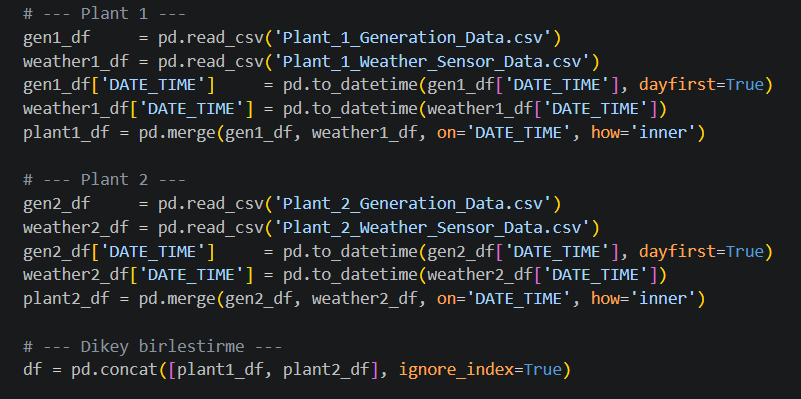 # --- Plant 1 ---
gen1_df     = pd.read_csv('Plant_1_Generation_Data.csv')
weather1_df = pd.read_csv('Plant_1_Weather_Sensor_Data.csv')
gen1_df['DATE_TIME']     = pd.to_datetime(gen1_df['DATE_TIME'], dayfirst=True)
weather1_df['DATE_TIME'] = pd.to_datetime(weather1_df['DATE_TIME'])
plant1_df = pd.merge(gen1_df, weather1_df, on='DATE_TIME', how='inner')

# --- Plant 2 ---
gen2_df     = pd.read_csv('Plant_2_Generation_Data.csv')
weather2_df = pd.read_csv('Plant_2_Weather_Sensor_Data.csv')
gen2_df['DATE_TIME']     = pd.to_datetime(gen2_df['DATE_TIME'], dayfirst=True)
weather2_df['DATE_TIME'] = pd.to_datetime(weather2_df['DATE_TIME'])
plant2_df = pd.merge(gen2_df, weather2_df, on='DATE_TIME', how='inner')

# --- Dikey birlestirme ---
df = pd.concat([plant1_df, plant2_df], ignore_index=True)